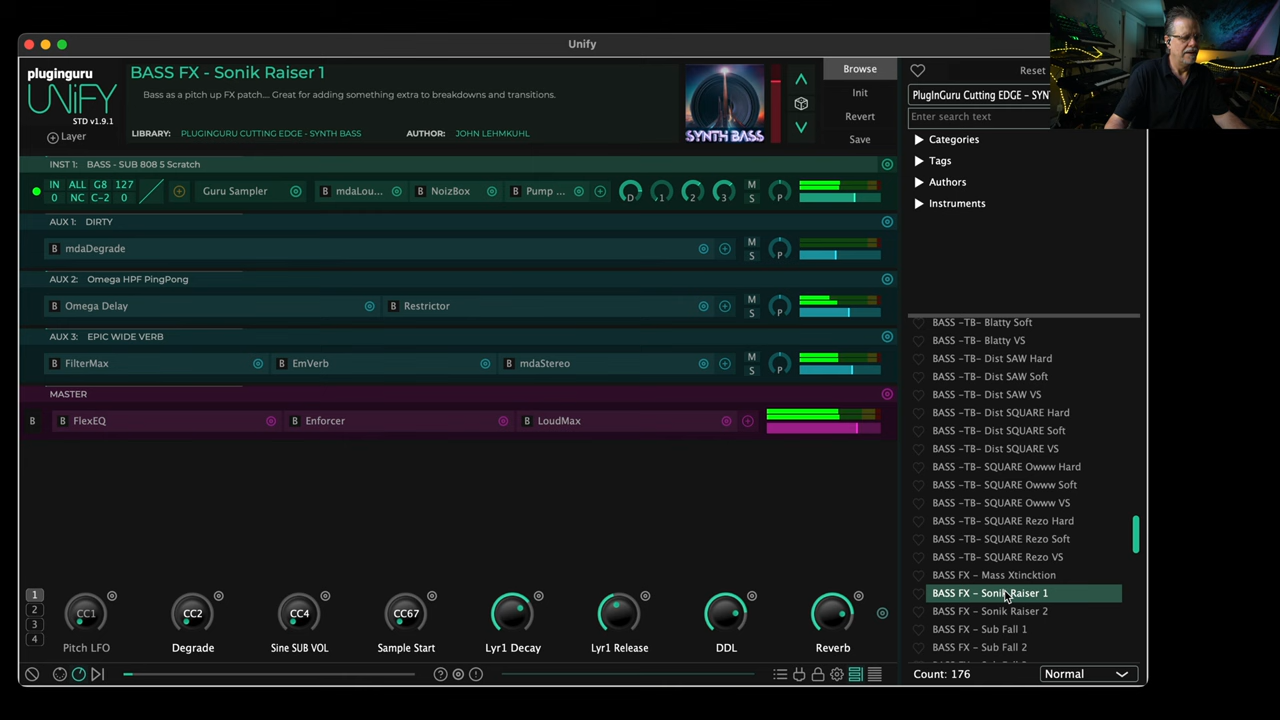 Unify
pluginguru
UNiFY
STD v1.9.1
Layer
BASS FX - Sonik Raiser 1
Bass as a pitch up FX patch.... Great for adding something extra to breakdowns and transitions.
LIBRARY: PLUGINGURU CUTTING EDGE - SYNTH BASS AUTHOR: JOHN LEHMKUHL
SYNTH BASS
Browse
Init
Revert
Save
Reset
PlugInGuru Cutting EDGE - SYNT
Enter search text
Categories
Tags
Authors
Instruments
INST 1: BASS - SUB 808 5 Scratch
IN ALL G8 127
0 NC C-2 0
Guru Sampler
mdaLou...
B
NoizBox
B
Pump ...
B
D 1 2 3
M
S
P
AUX 1: DIRTY
B mdaDegrade
M
S
P
AUX 2: Omega HPF PingPong
B Omega Delay
B Restrictor
M
S
P
AUX 3: EPIC WIDE VERB
B FilterMax
B EmVerb
B mdaStereo
M
S
P
MASTER
B
B FlexEQ
B Enforcer
B LoudMax
1
2
3
4
CC1
CC2
CC4
CC67
Pitch LFO
Degrade
Sine SUB VOL
Sample Start
Lyr1 Decay
Lyr1 Release
DDL
Reverb
BASS -TB- Blatty Soft
BASS -TB- Blatty VS
BASS -TB- Dist SAW Hard
BASS -TB- Dist SAW Soft
BASS -TB- Dist SAW VS
BASS -TB- Dist SQUARE Hard
BASS -TB- Dist SQUARE Soft
BASS -TB- Dist SQUARE VS
BASS -TB- SQUARE Owww Hard
BASS -TB- SQUARE Owww Soft
BASS -TB- SQUARE Owww VS
BASS -TB- SQUARE Rezo Hard
BASS -TB- SQUARE Rezo Soft
BASS -TB- SQUARE Rezo VS
BASS FX - Mass Xtincktion
BASS FX - Sonik Raiser 1
BASS FX - Sonik Raiser 2
BASS FX - Sub Fall 1
BASS FX - Sub Fall 2
Count: 176
Normal